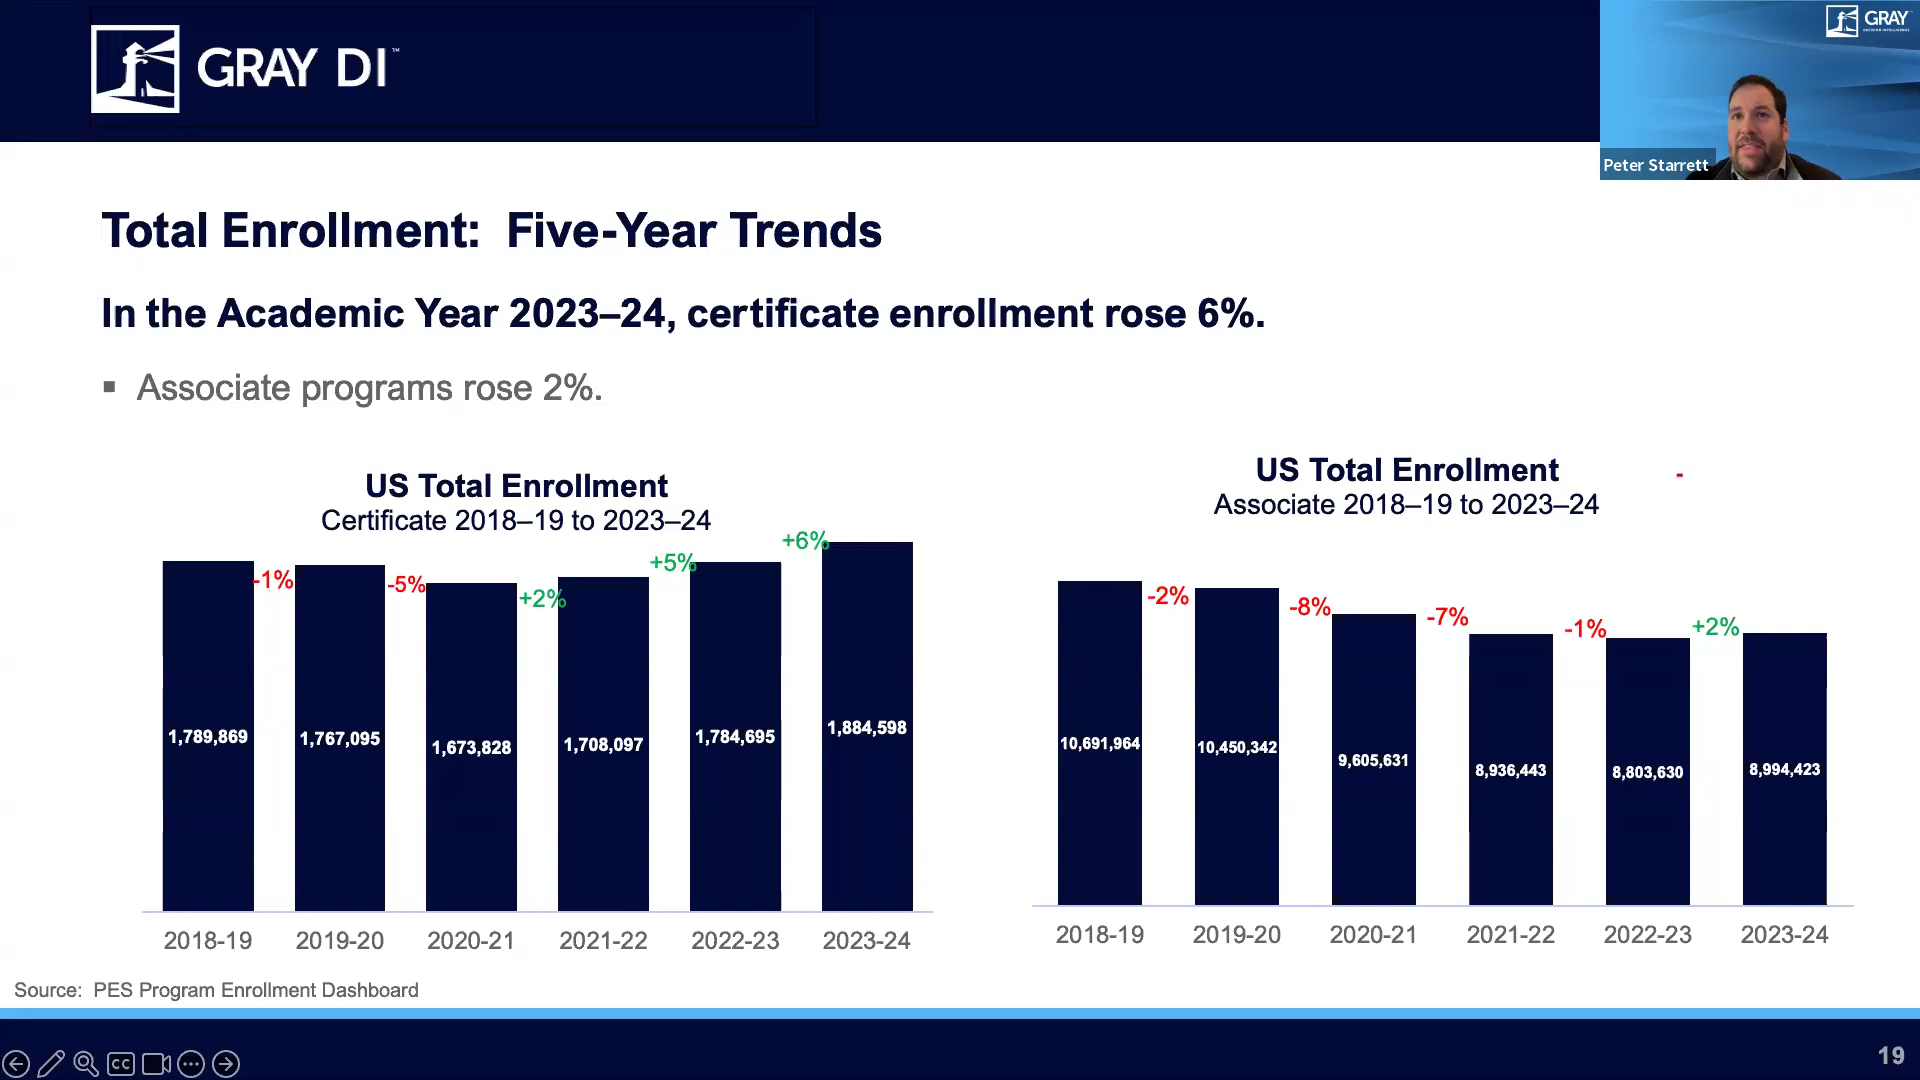 GRAY DI™
GRAY
DECISION INTELLIGENCE
Peter Starrett
Total Enrollment: Five-Year Trends
In the Academic Year 2023–24, certificate enrollment rose 6%.
▪ Associate programs rose 2%.
US Total Enrollment
Certificate 2018–19 to 2023–24
-1%
-5%
+2%
+5%
+6%
1,789,869
1,767,095
1,673,828
1,708,097
1,784,695
1,884,598
2018-19
2019-20
2020-21
2021-22
2022-23
2023-24
US Total Enrollment
-
Associate 2018–19 to 2023–24
-2%
-8%
-7%
-1%
+2%
10,691,964
10,450,342
9,605,631
8,936,443
8,803,630
8,994,423
2018-19
2019-20
2020-21
2021-22
2022-23
2023-24
Source: PES Program Enrollment Dashboard
CC
19